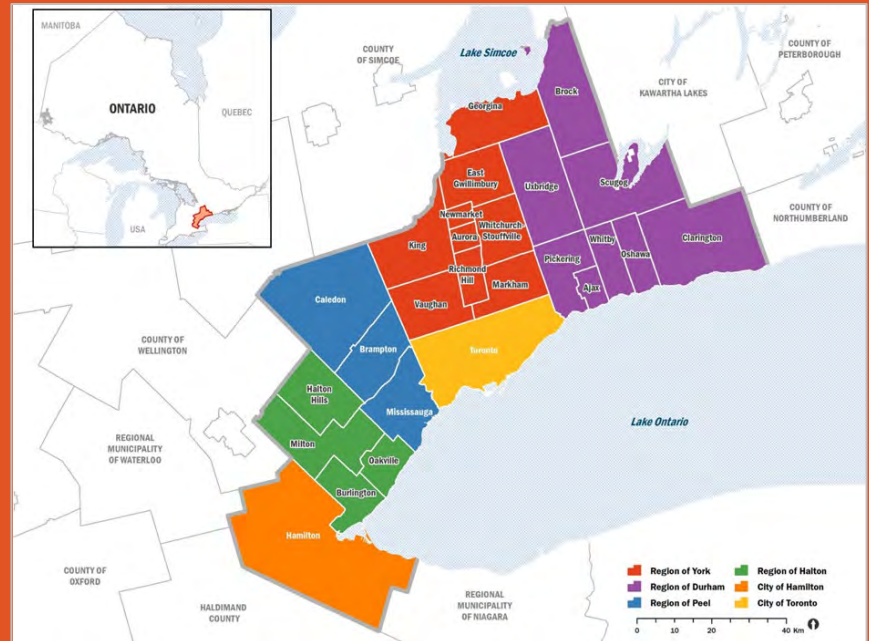 MANITOBA
ONTARIO
QUEBEC
USA
COUNTY
OF SIMCOE
Lake Simcoe
COUNTY OF
PETERBOROUGH
CITY OF
KAWARTHA LAKES
COUNTY OF
NORTHUMBERLAND
Georgina
Brock
East
Gwillimbury
Uxbridge
Scugog
Newmarket
Whitchurch-
Stouffville
King
Aurora
Richmond
Hill
Markham
Vaughan
Pickering
Whitby
Oshawa
Clarington
Ajax
Caledon
Brampton
Toronto
Mississauga
COUNTY OF
WELLINGTON
Halton
Hills
Milton
Oakville
Burlington
Lake Ontario
REGIONAL
MUNICIPALITY
OF WATERLOO
Hamilton
COUNTY OF
OXFORD
HALDIMAND
COUNTY
REGIONAL
MUNICIPALITY
OF NIAGARA
Region of York
Region of Durham
Region of Peel
Region of Halton
City of Hamilton
City of Toronto
0 10 20 40 Km